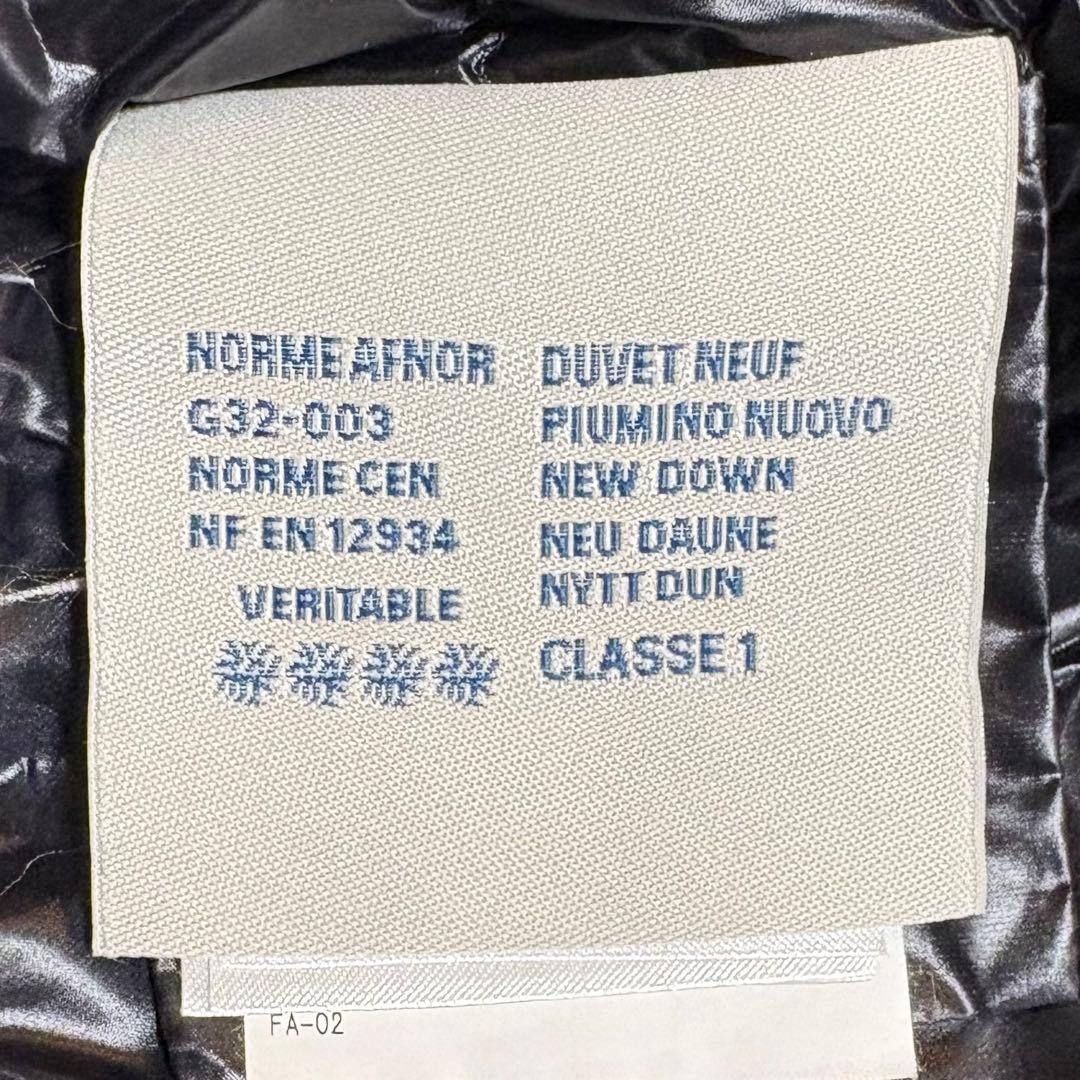 NORME AFNOR
G32-003
NORME CEN
NF EN 12934
VERITABLE
DUVET NEUF
PIUMINO NUOVO
NEW DOWN
NEU DAUNE
NYTT DUN
CLASSE 1
FA-02